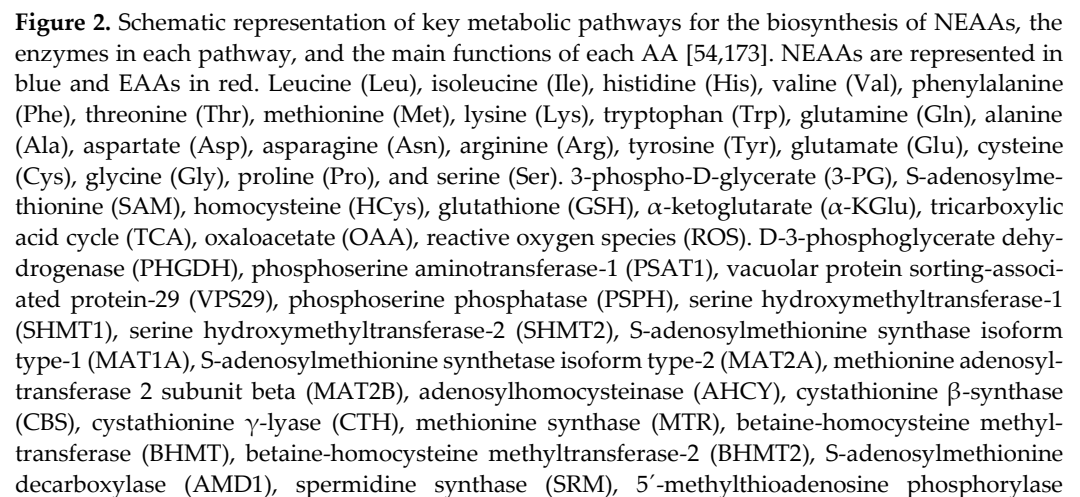 Figure 2. Schematic representation of key metabolic pathways for the biosynthesis of NEAAs, the
enzymes in each pathway, and the main functions of each AA [54,173]. NEAAs are represented in
blue and EAAs in red. Leucine (Leu), isoleucine (Ile), histidine (His), valine (Val), phenylalanine
(Phe), threonine (Thr), methionine (Met), lysine (Lys), tryptophan (Trp), glutamine (Gln), alanine
(Ala), aspartate (Asp), asparagine (Asn), arginine (Arg), tyrosine (Tyr), glutamate (Glu), cysteine
(Cys), glycine (Gly), proline (Pro), and serine (Ser). 3-phospho-D-glycerate (3-PG), S-adenosylme-
thionine (SAM), homocysteine (HCys), glutathione (GSH), α-ketoglutarate (α-KGlu), tricarboxylic
acid cycle (TCA), oxaloacetate (OAA), reactive oxygen species (ROS). D-3-phosphoglycerate dehy-
drogenase (PHGDH), phosphoserine aminotransferase-1 (PSAT1), vacuolar protein sorting-associ-
ated protein-29 (VPS29), phosphoserine phosphatase (PSPH), serine hydroxymethyltransferase-1
(SHMT1), serine hydroxymethyltransferase-2 (SHMT2), S-adenosylmethionine synthase isoform
type-1 (MAT1A), S-adenosylmethionine synthetase isoform type-2 (MAT2A), methionine adenosyl-
transferase 2 subunit beta (MAT2B), adenosylhomocysteinase (AHCY), cystathionine β-synthase
(CBS), cystathionine γ-lyase (CTH), methionine synthase (MTR), betaine-homocysteine methyl-
transferase (BHMT), betaine-homocysteine methyltransferase-2 (BHMT2), S-adenosylmethionine
decarboxylase (AMD1), spermidine synthase (SRM), 5′-methylthioadenosine phosphorylase